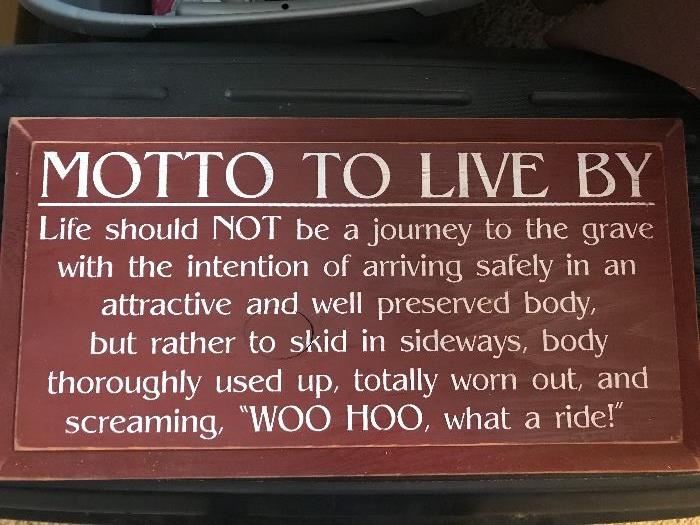 MOTTO TO LIVE BY
Life should NOT be a journey to the grave
with the intention of arriving safely in an
attractive and well preserved body,
but rather to skid in sideways, body
thoroughly used up, totally worn out, and
screaming, "WOO HOO, what a ride!"